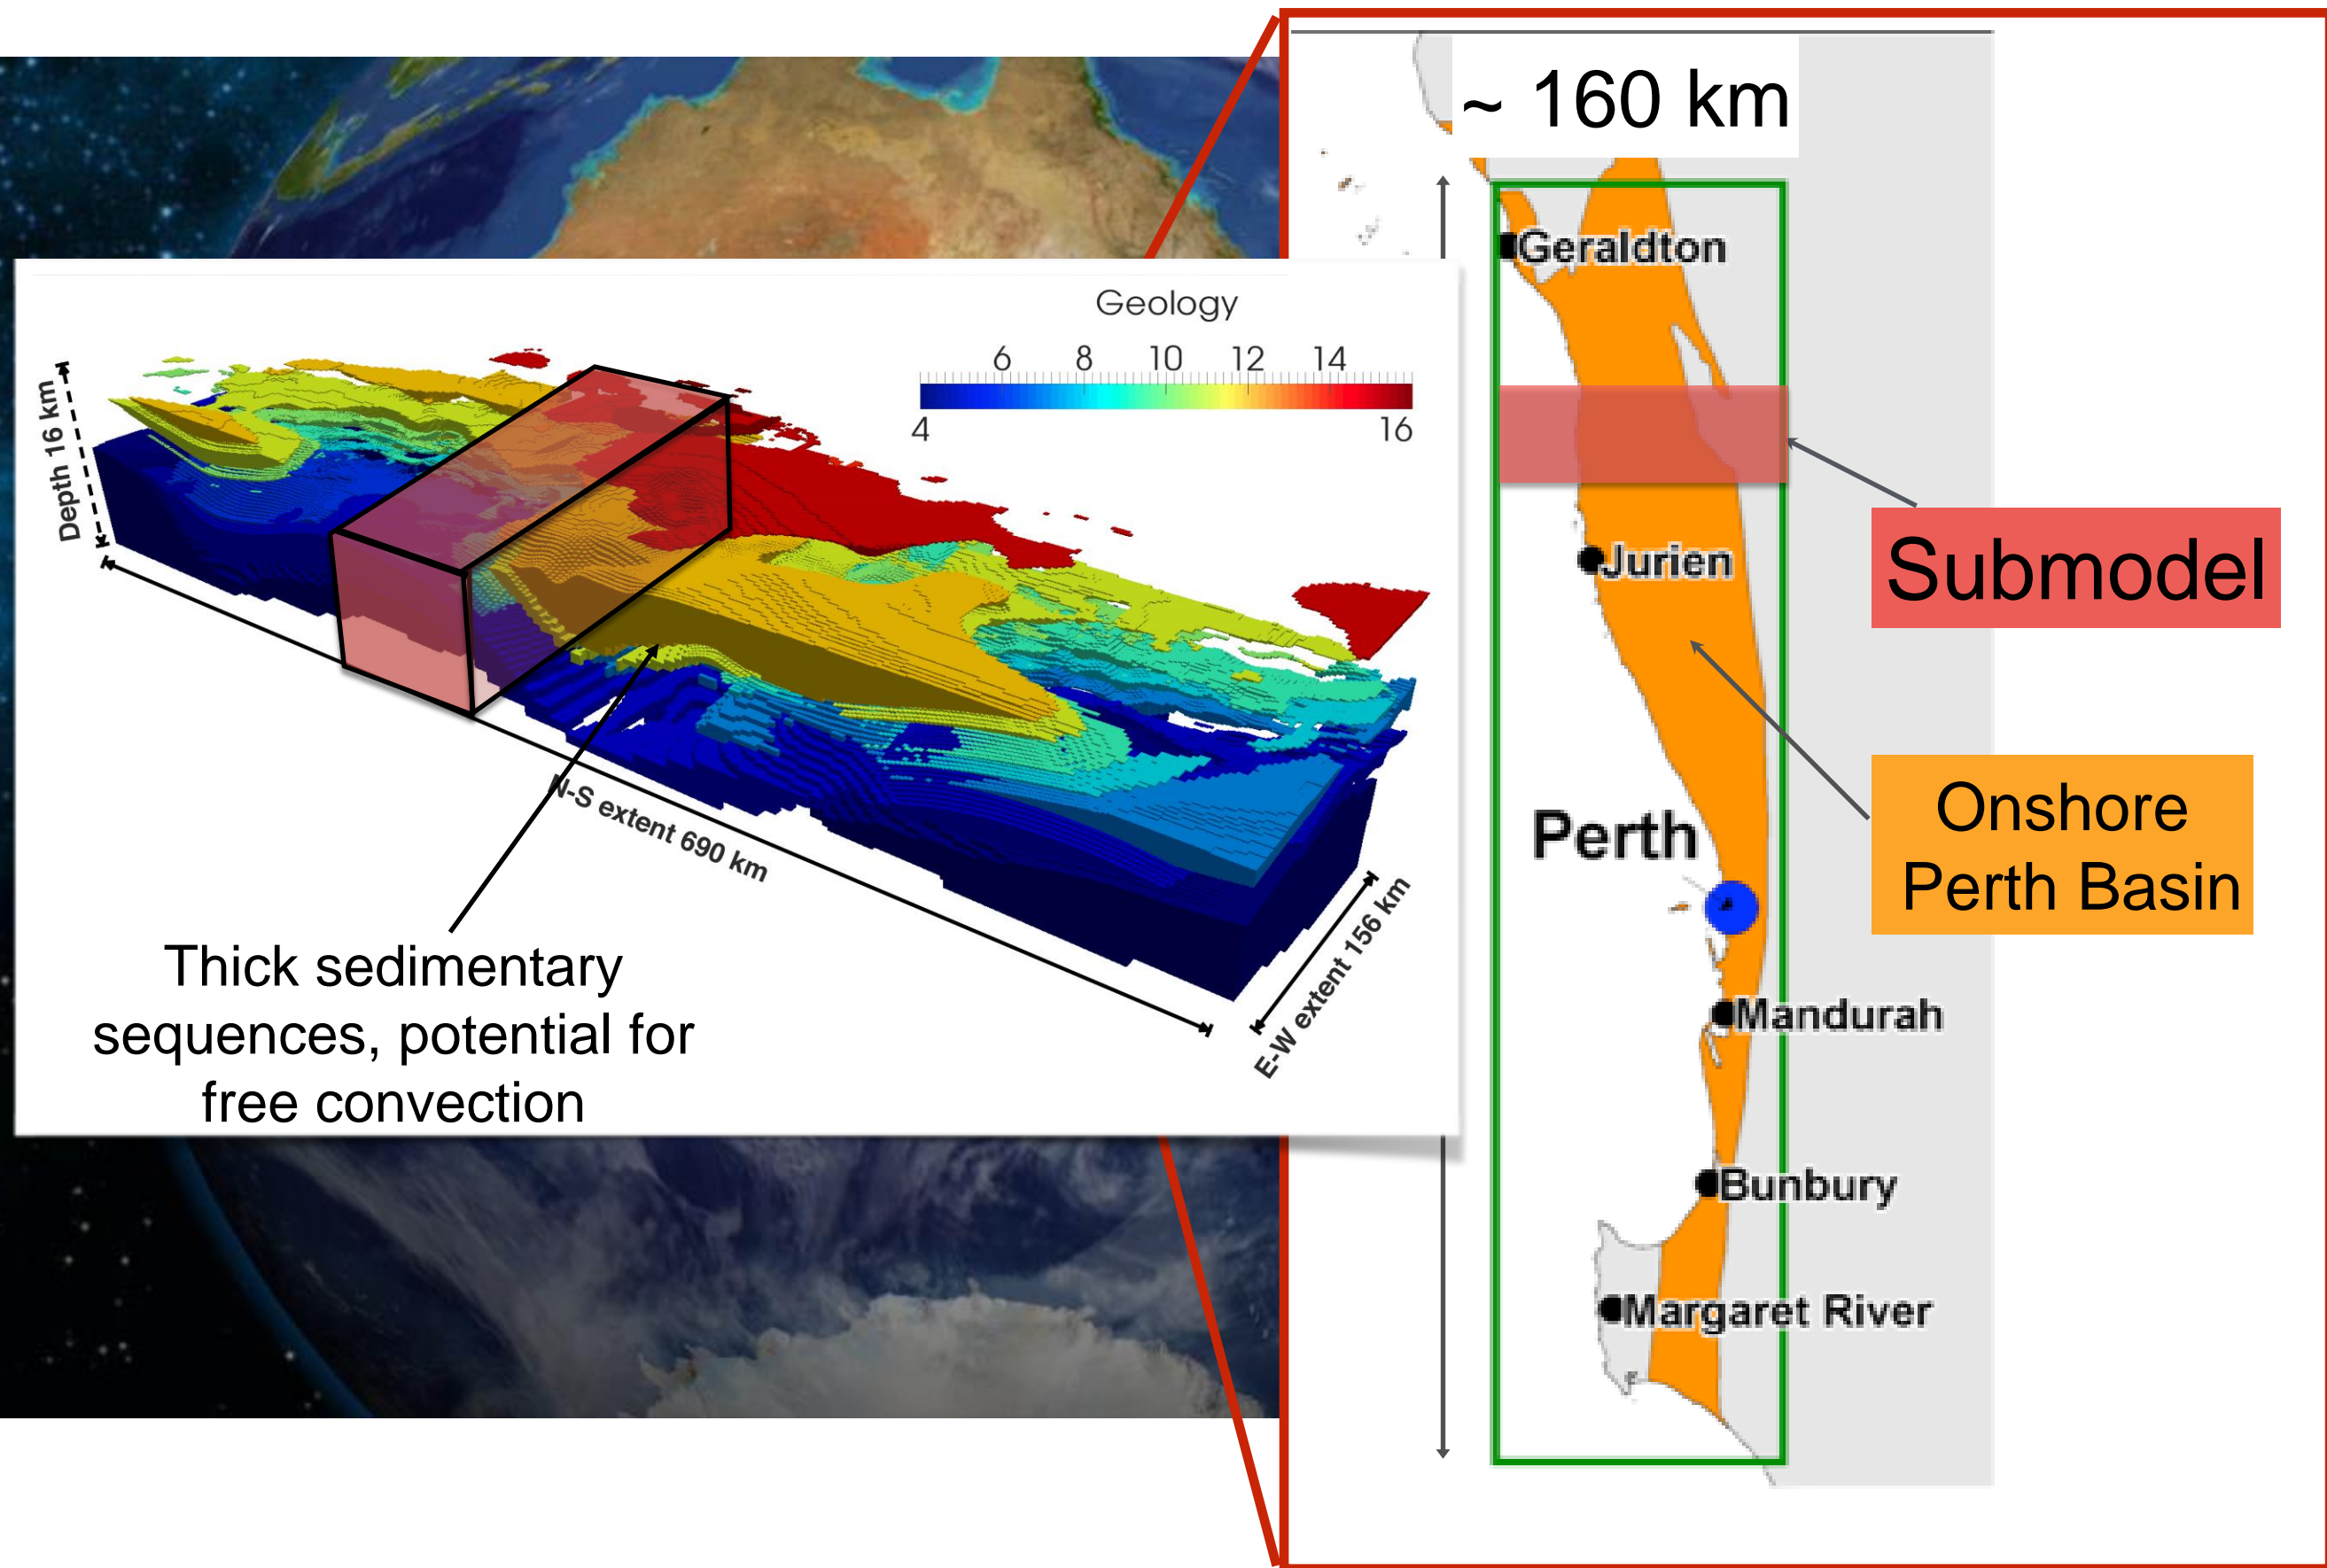 ~ 160 km
Geraldton
Geology
6 8 10 12 14
4 16
Depth 16 km
N-S extent 690 km
E-W extent 156 km
Thick sedimentary
sequences, potential for
free convection
Submodel
Jurien
Onshore
Perth Basin
Perth
Mandurah
Bunbury
Margaret River